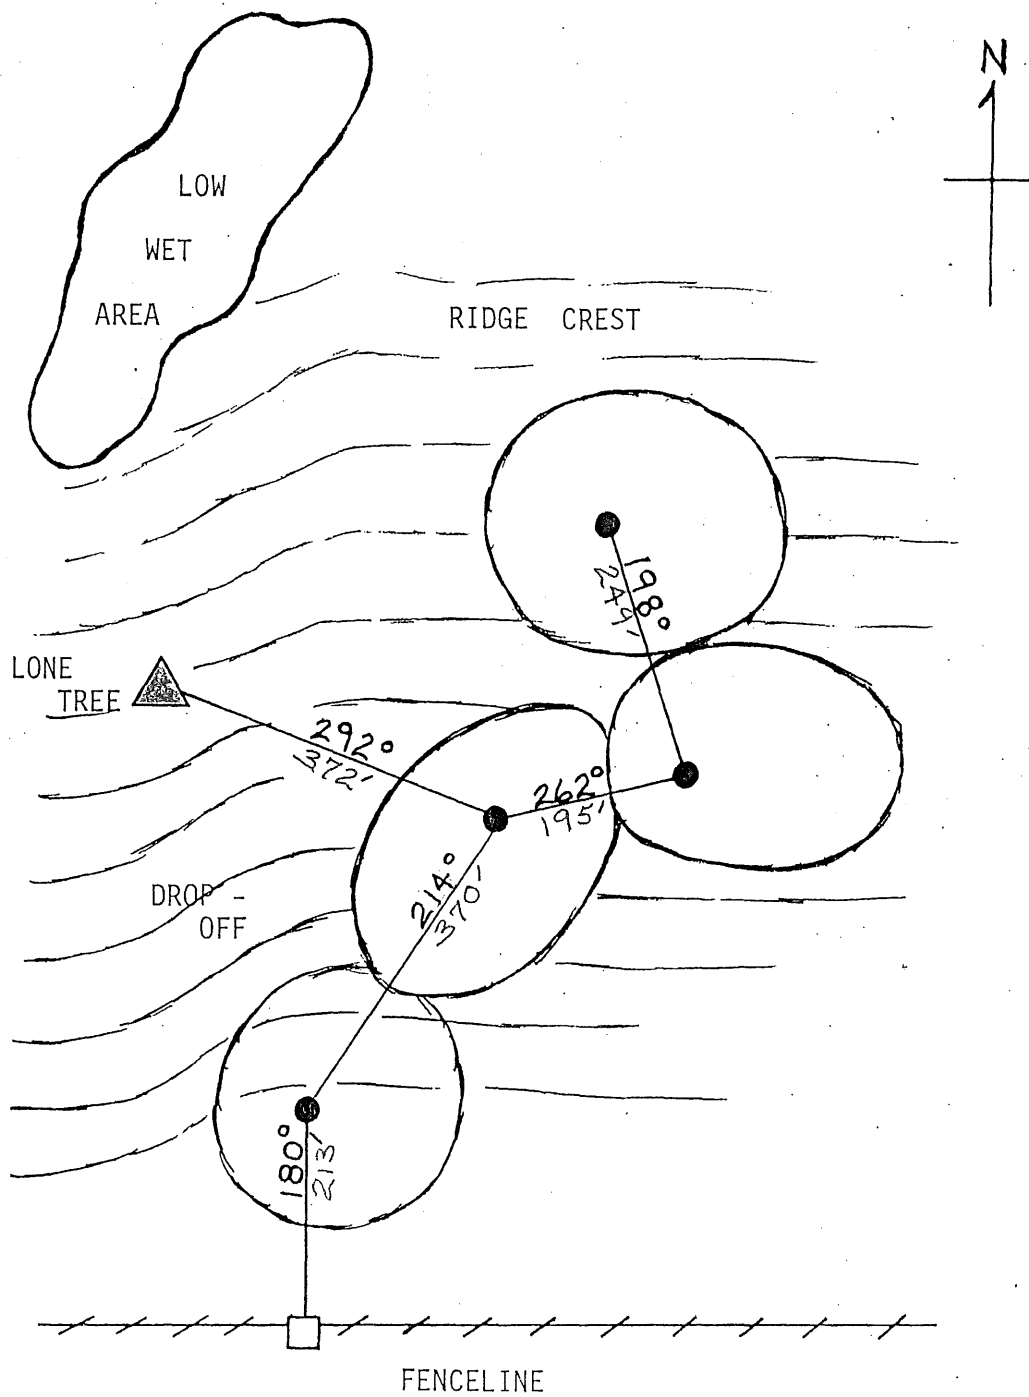 N
LOW
WET
AREA
RIDGE CREST
198°
249'
LONE
TREE
292°
372'
262°
195'
214°
370'
DROP -
OFF
180°
213'
FENCELINE